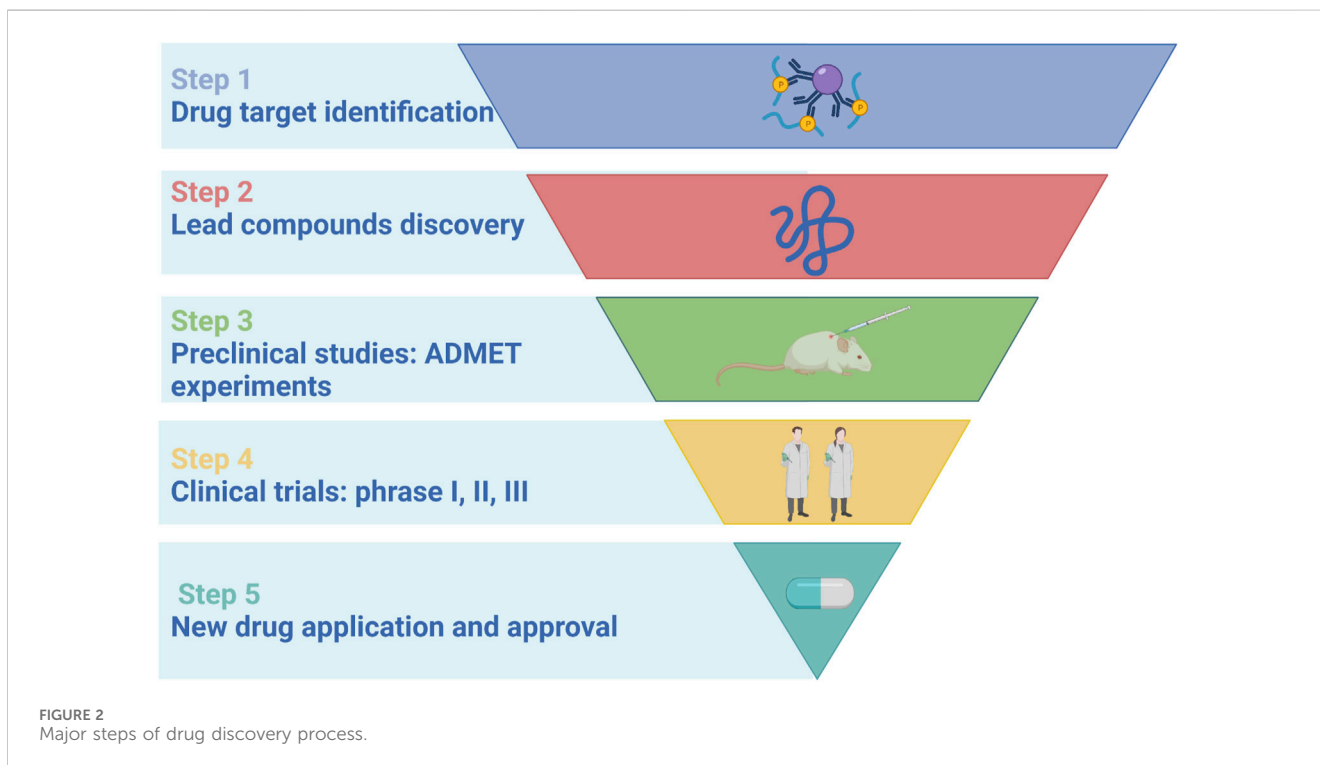 Step 1
Drug target identification
P
P
P
Step 2
Lead compounds discovery
Step 3
Preclinical studies: ADMET
experiments
Step 4
Clinical trials: phrase I, II, III
Step 5
New drug application and approval
FIGURE 2
Major steps of drug discovery process.